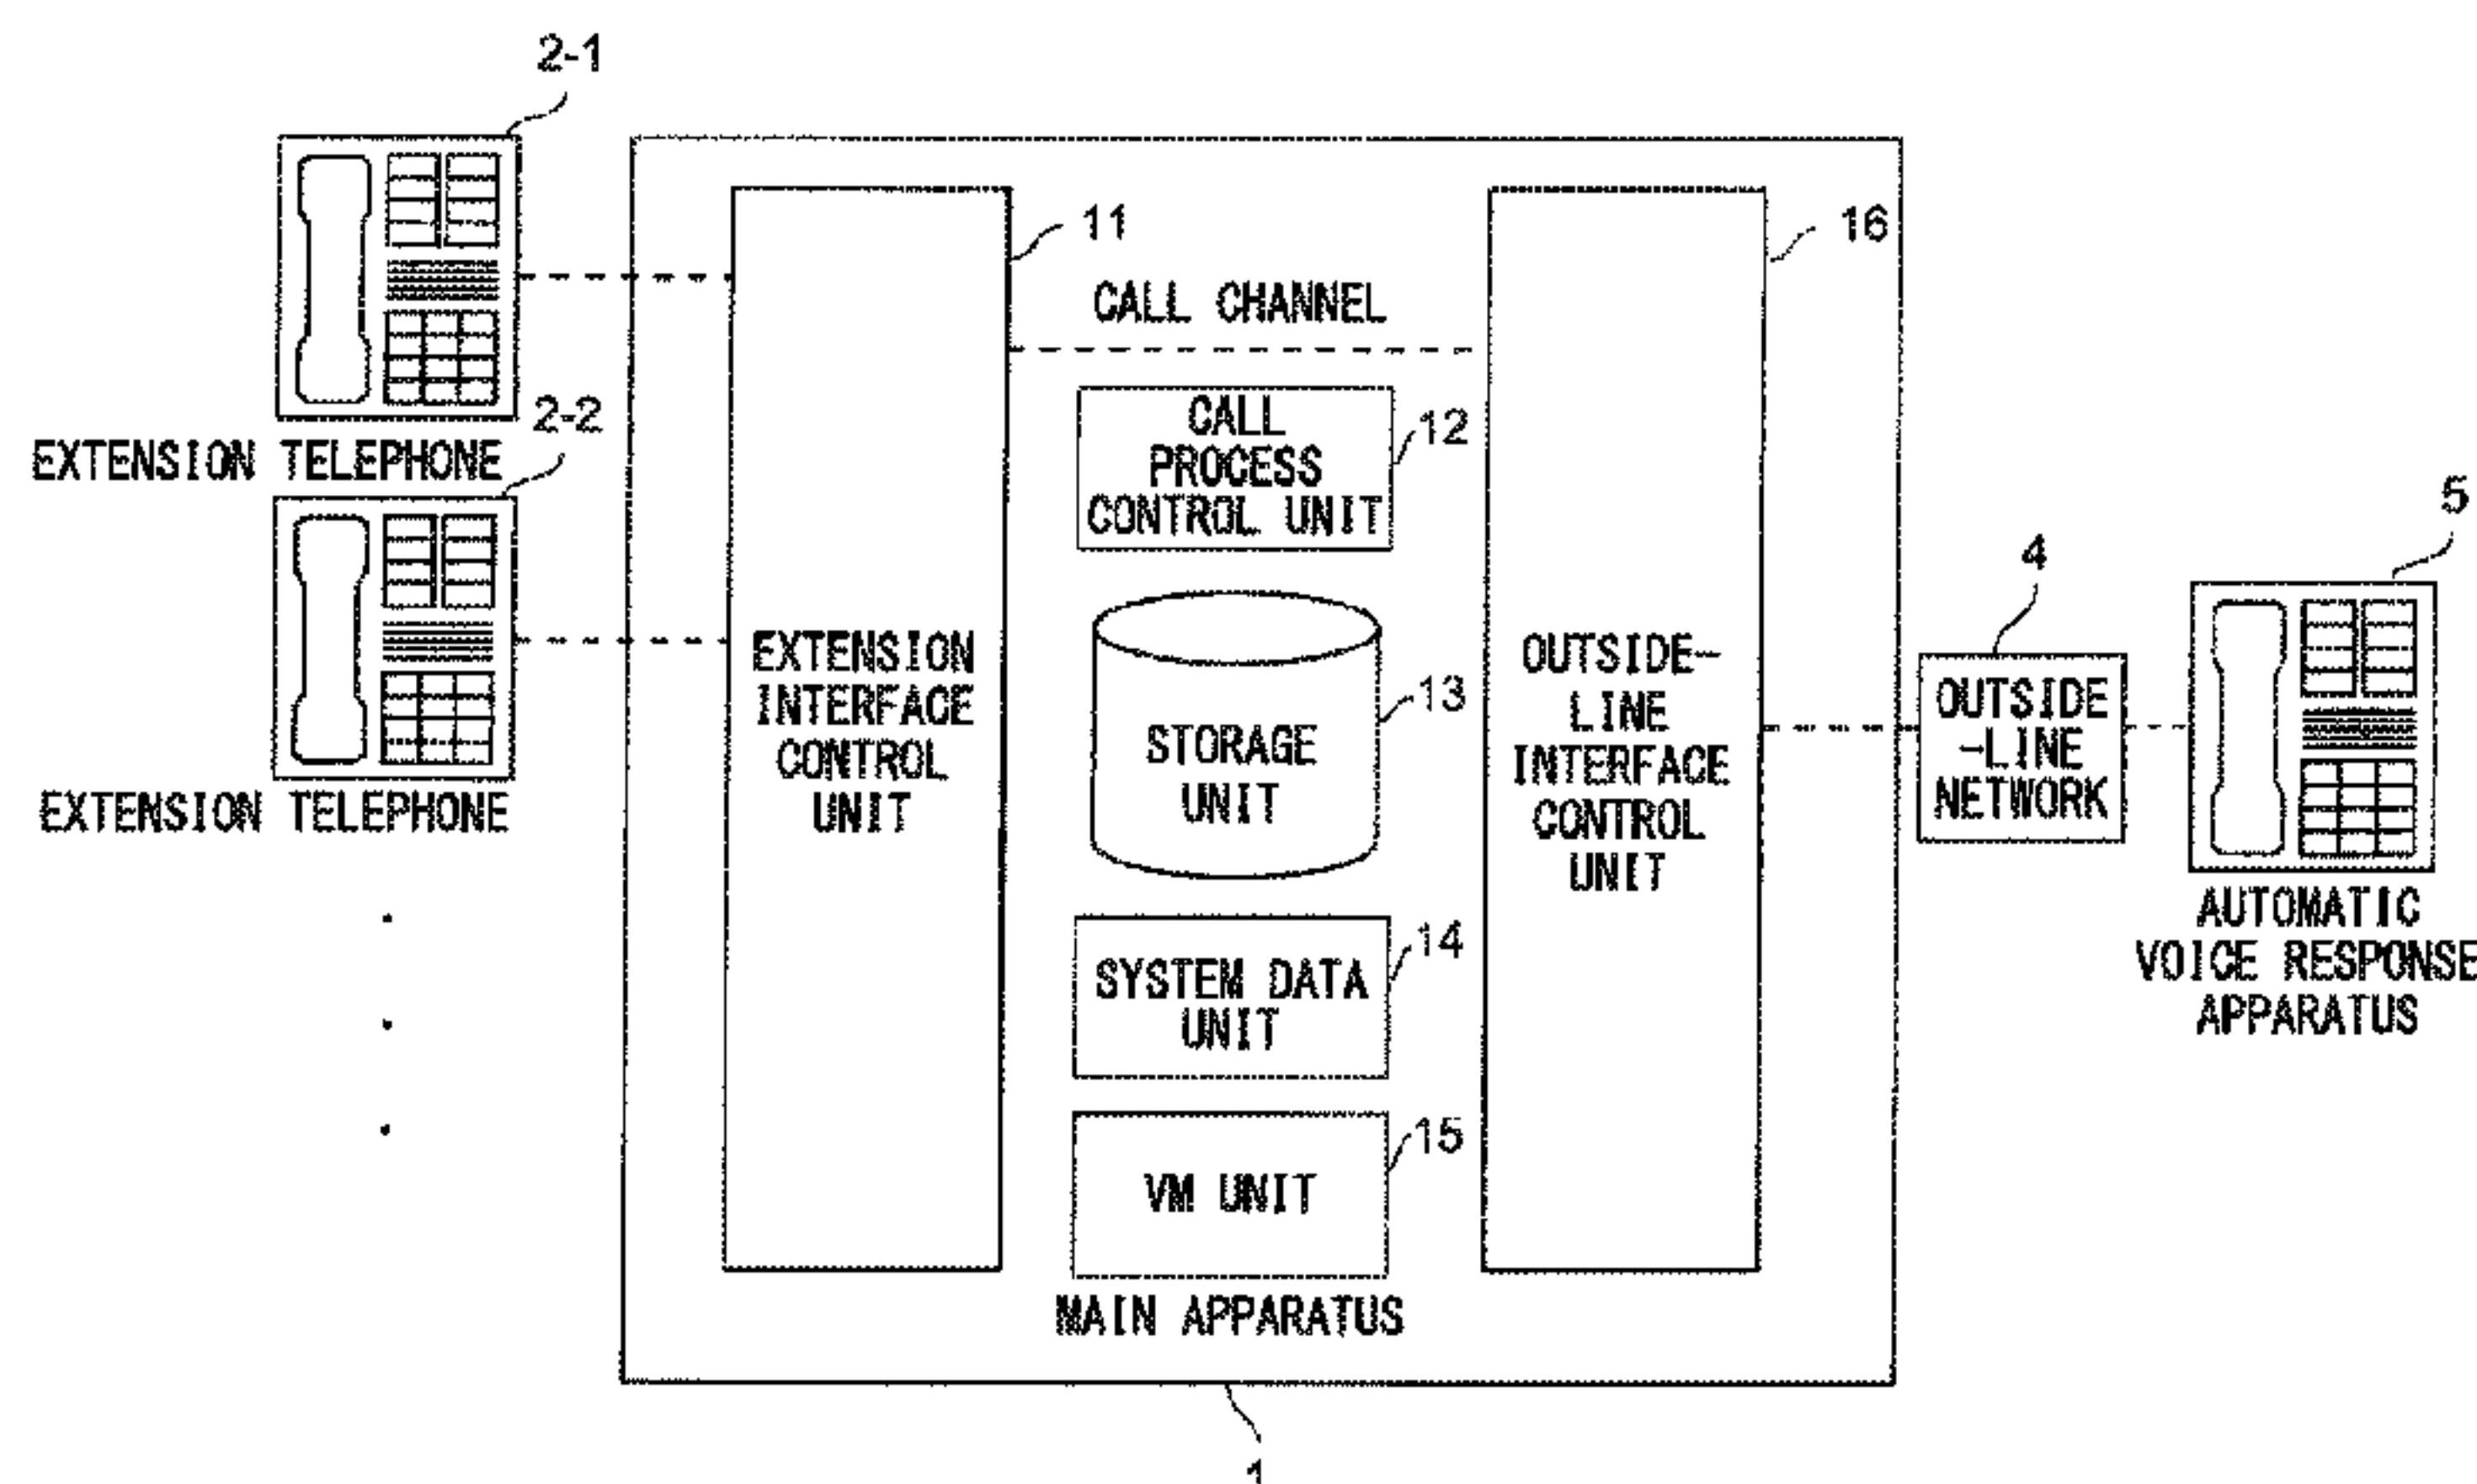 2-1
EXTENSION TELEPHONE
2-2
EXTENSION TELEPHONE
11
EXTENSION
INTERFACE
CONTROL
UNIT
CALL CHANNEL
CALL
PROCESS
CONTROL UNIT
12
STORAGE
UNIT
13
SYSTEM DATA
UNIT
14
VM UNIT
15
MAIN APPARATUS
1
16
OUTSIDE-
LINE
INTERFACE
CONTROL
UNIT
4
OUTSIDE
-LINE
NETWORK
5
AUTOMATIC
VOICE RESPONSE
APPARATUS